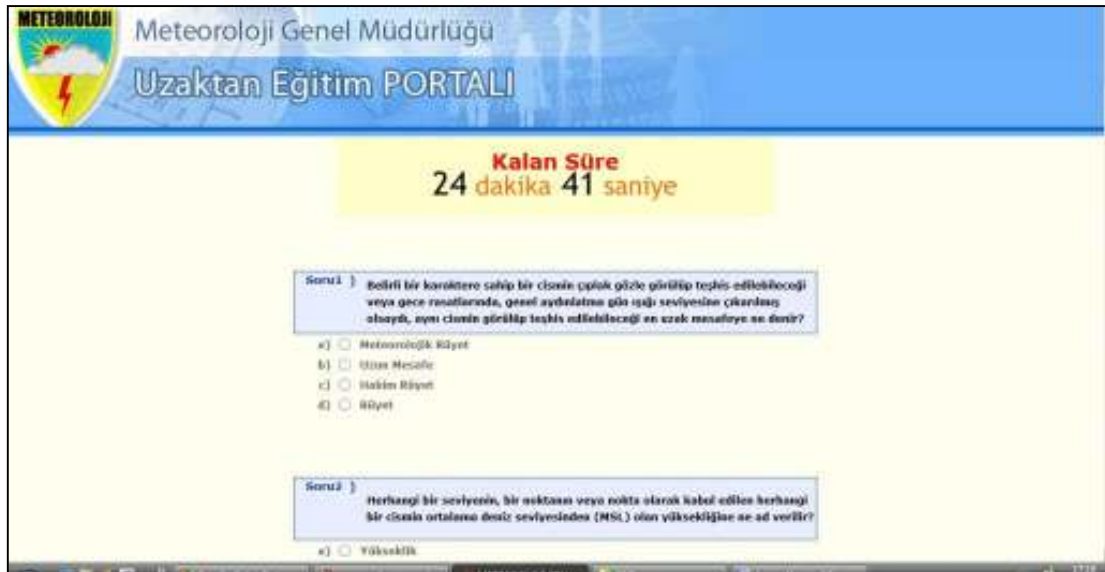 METEOROLOJI
Meteoroloji Genel Müdürlüğü
Uzaktan Eğitim PORTALI
Kalan Süre
24 dakika 41 saniye
Soru1 )
Belirli bir karaktere sahip bir cismin çıplak gözle görülüp teşhis edilebileceği
veya gece rasatlarında, genel aydınlatma gün ışığı seviyesine çıkarılmış
olsaydı, aynı cismin görülüp teşhis edilebileceği en uzak mesafeye ne denir?
a) Meteorolojik Rüyet
b) Uzun Mesafe
c) Hakim Rüyet
d) Rüyet
Soru2 )
Herhangi bir seviyenin, bir noktanın veya nokta olarak kabul edilen herhangi
bir cismin ortalama deniz seviyesinden (MSL) olan yüksekliğine ne ad verilir?
a) Yükseklik